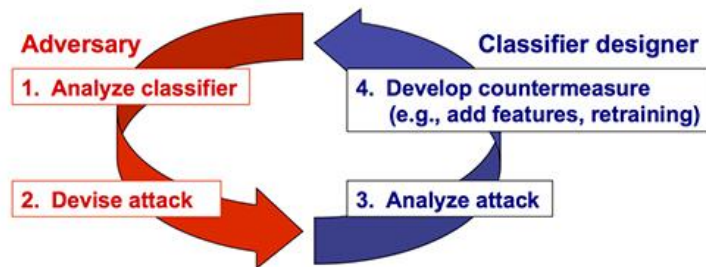 Adversary
1. Analyze classifier
2. Devise attack
Classifier designer
4. Develop countermeasure
(e.g., add features, retraining)
3. Analyze attack